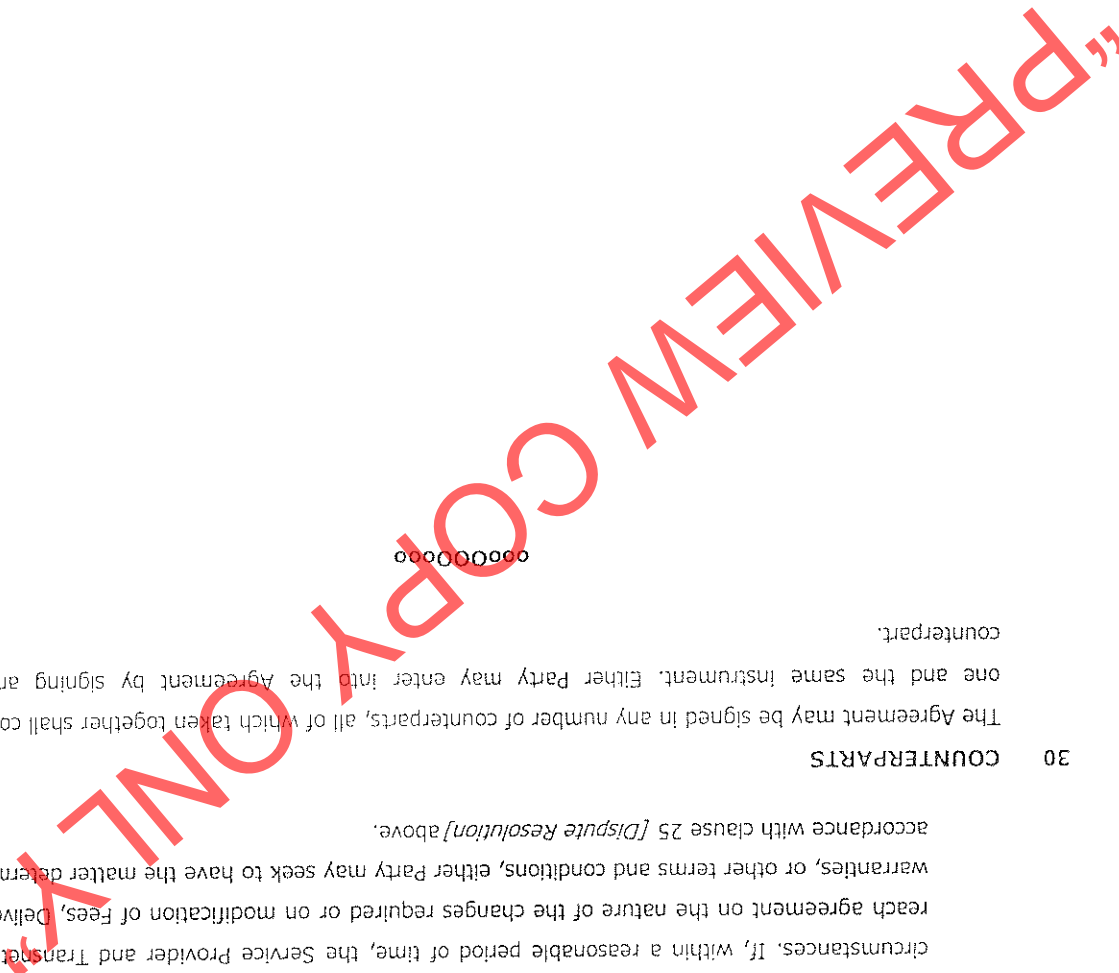 circumstances. If, within a reasonable period of time, the Service Provider and Transnet
reach agreement on the nature of the changes required or on modification of Fees, Delive
warranties, or other terms and conditions, either Party may seek to have the matter determ
accordance with clause 25 [Dispute Resolution] above.
30 COUNTERPARTS
The Agreement may be signed in any number of counterparts, all of which taken together shall co
one and the same instrument. Either Party may enter into the Agreement by signing an
counterpart.
oooOOOoooo
"PREVIEW COPY ONLY"